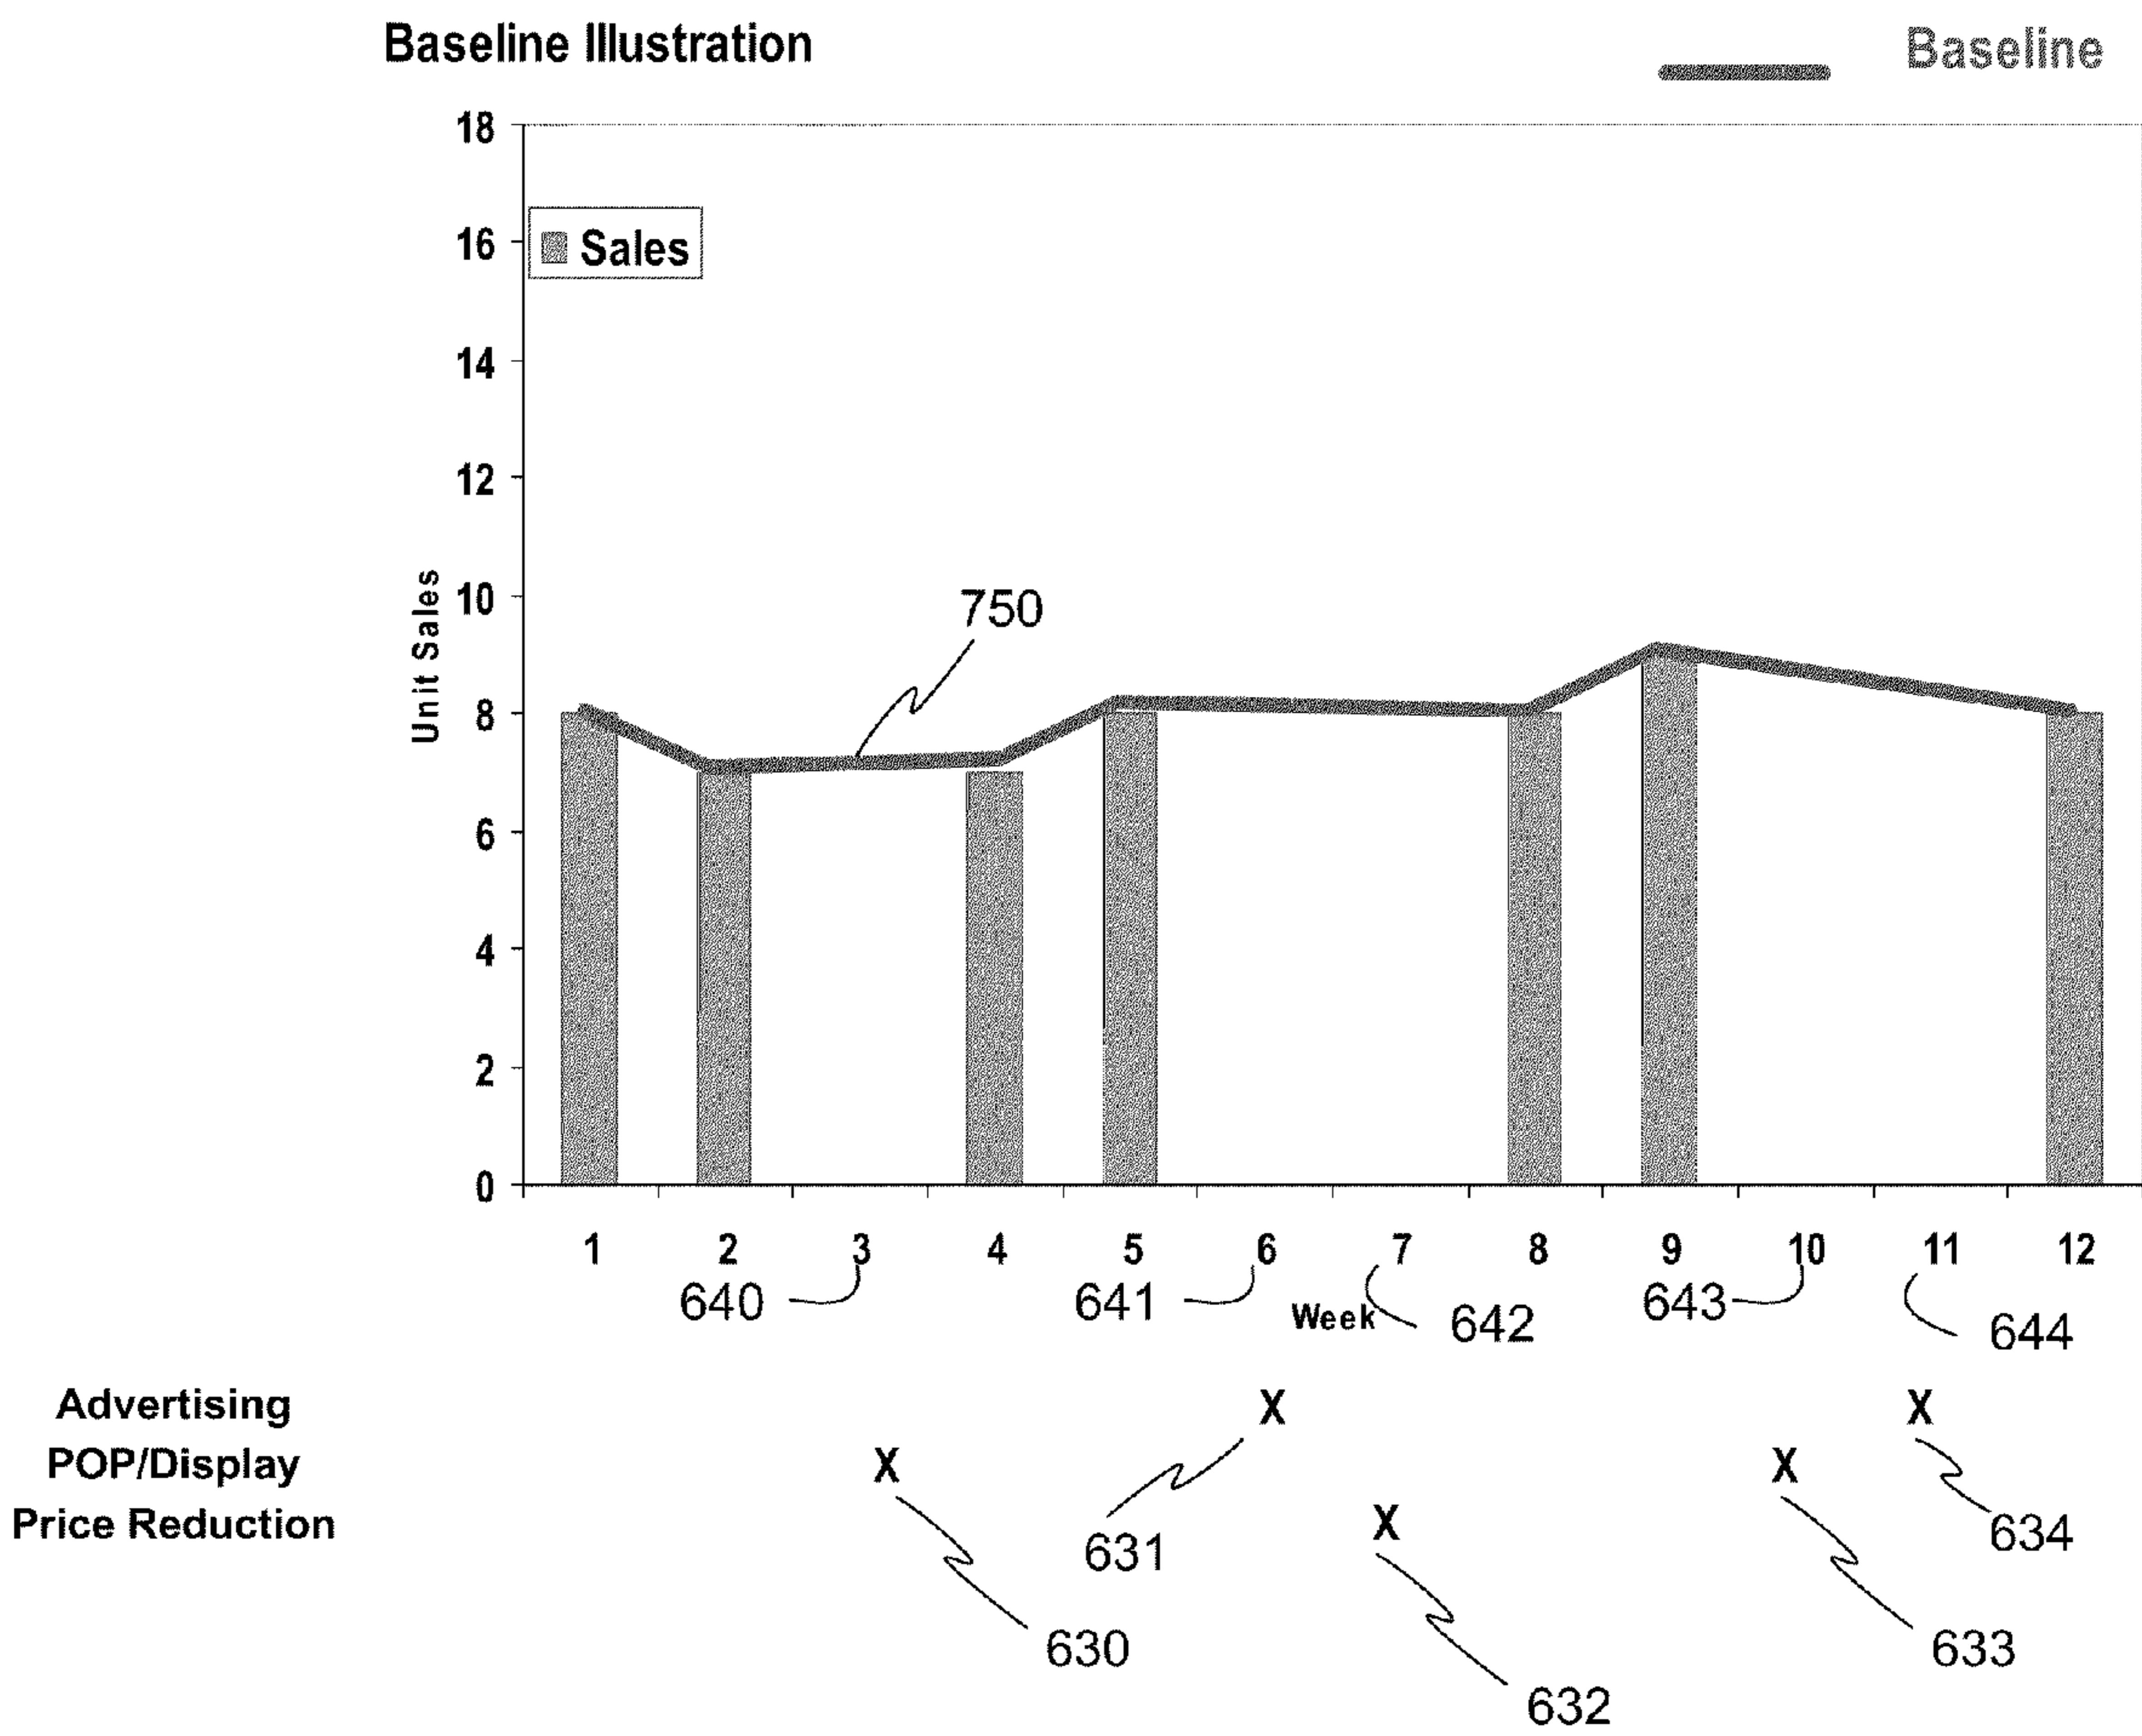 Baseline Illustration
Baseline
18
Sales
16
14
12
10
8
6
4
2
0
Unit Sales
750
1 2 3 4 5 6 7 8 9 10 11 12
640 641 Week 642 643 644
Advertising X X
POP/Display X X
Price Reduction X
631 634
630 633
632